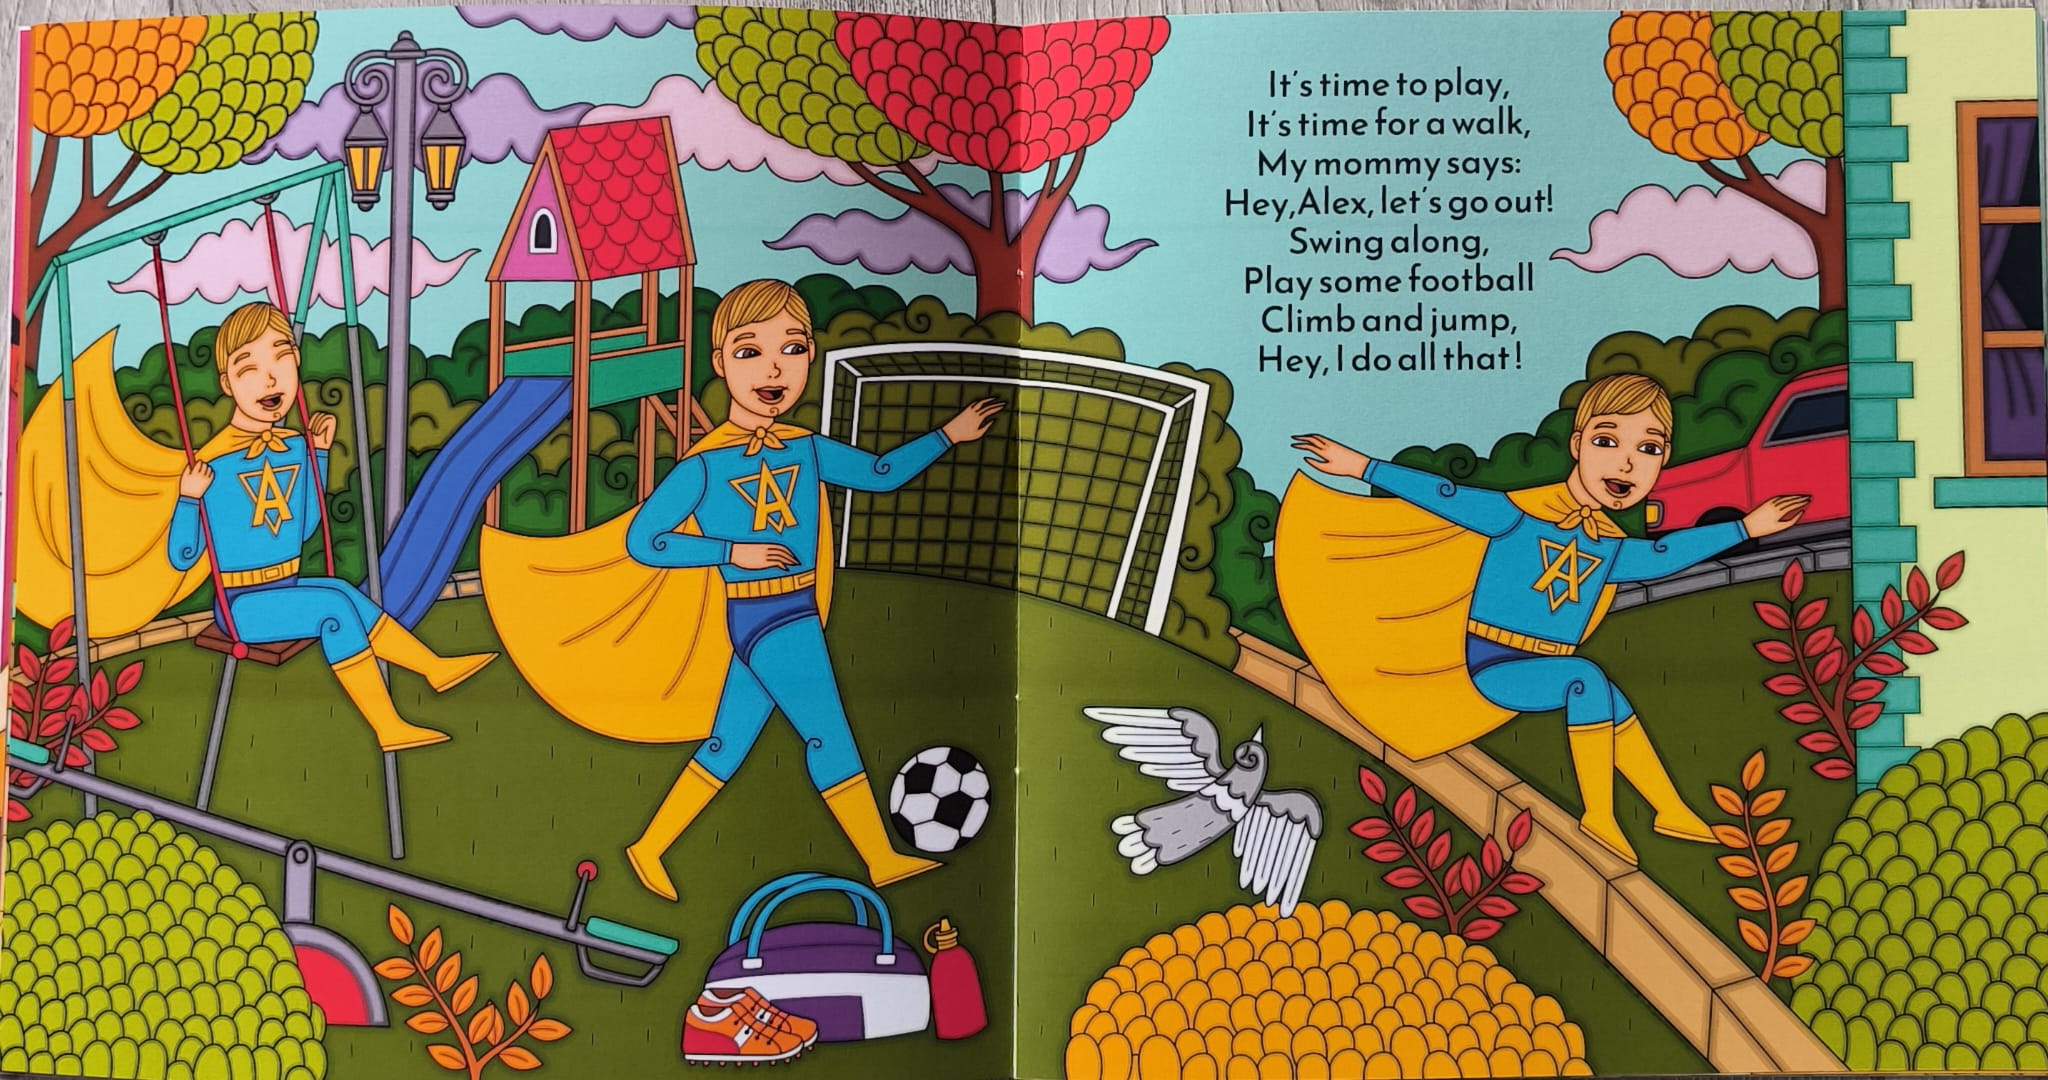 A
A
It's time to play,
It's time for a walk,
My mommy says:
Hey,Alex, let's go out!
Swing along,
Play some football
Climb and jump,
Hey, I do all that!
A